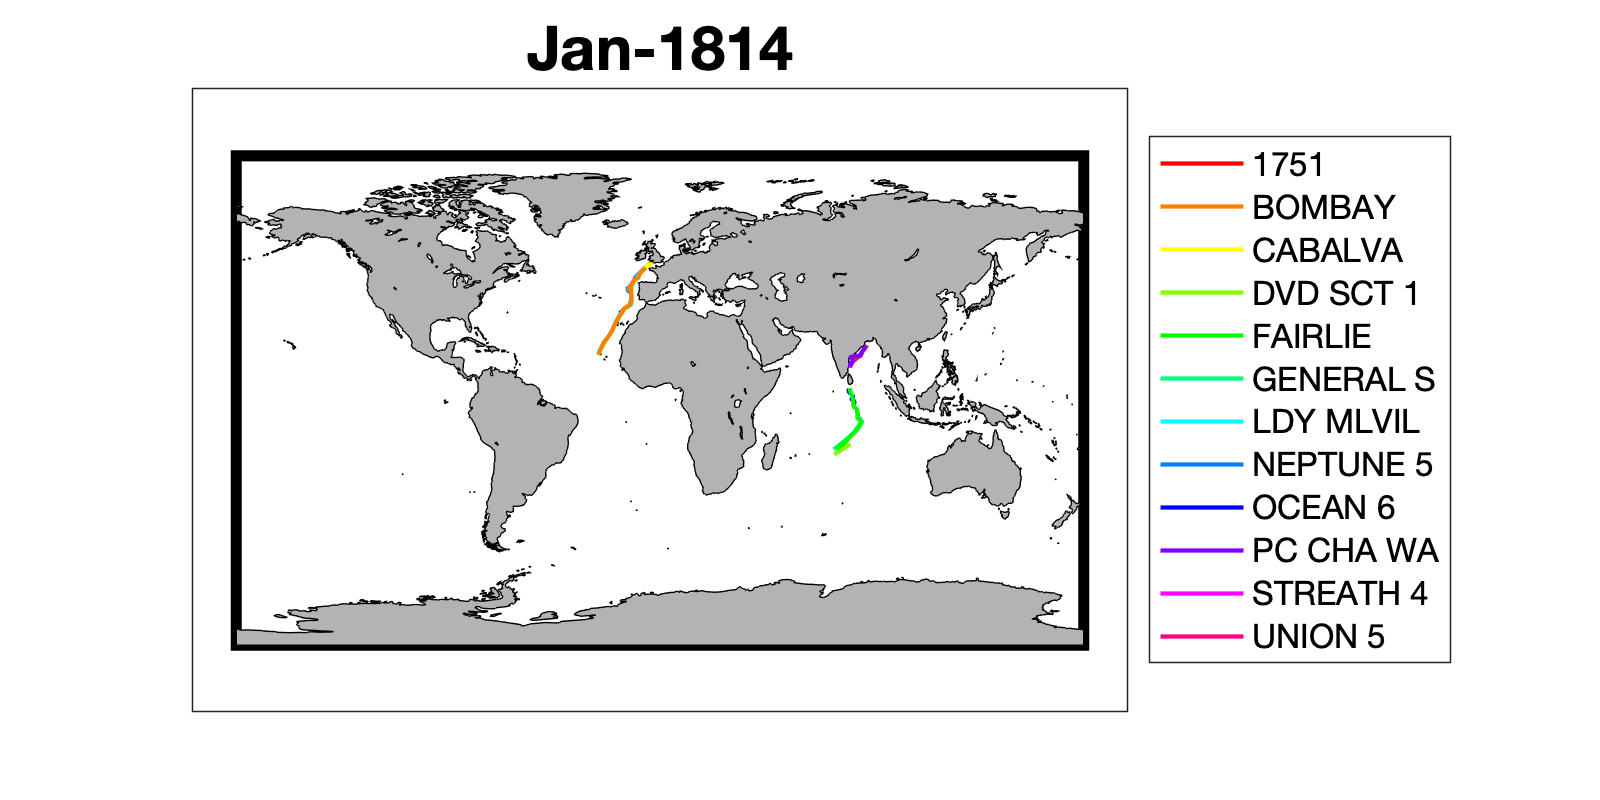 Jan-1814
1751
BOMBAY
CABALVA
DVD SCT 1
FAIRLIE
GENERAL S
LDY MLVIL
NEPTUNE 5
OCEAN 6
PC CHA WA
STREATH 4
UNION 5